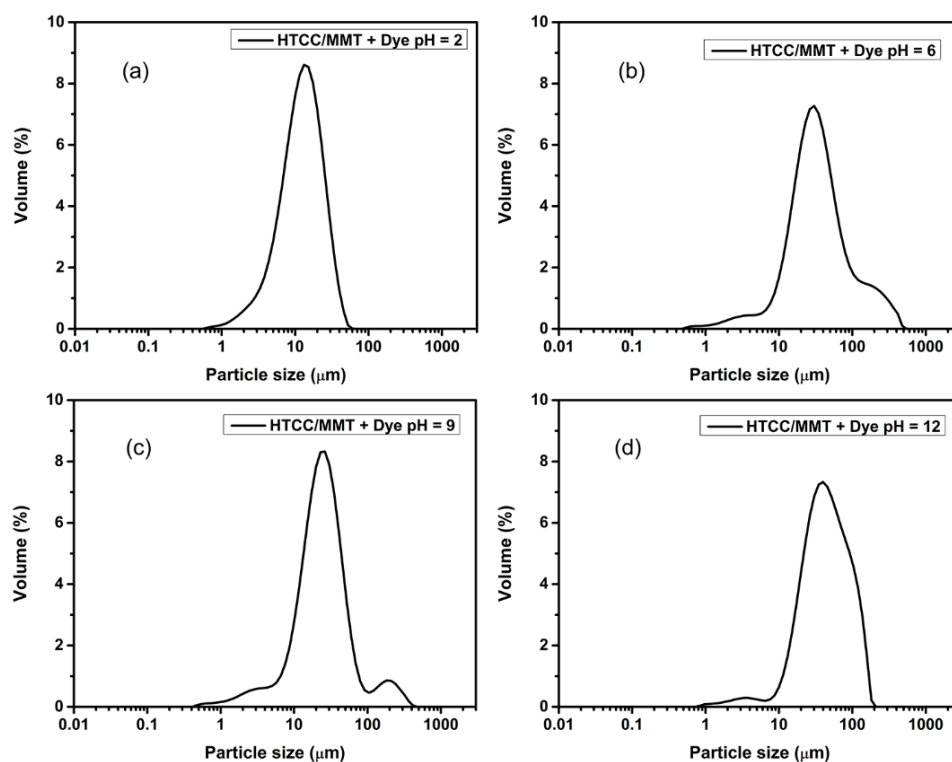 10
8
6
4
2
0
Volume (%)
(a)
HTCC/MMT + Dye pH = 2
0.01 0.1 1 10 100 1000
Particle size (μm)
10
8
6
4
2
0
Volume (%)
(b)
HTCC/MMT + Dye pH = 6
0.01 0.1 1 10 100 1000
Particle size (μm)
10
8
6
4
2
0
Volume (%)
(c)
HTCC/MMT + Dye pH = 9
0.01 0.1 1 10 100 1000
Particle size (μm)
10
8
6
4
2
0
Volume (%)
(d)
HTCC/MMT + Dye pH = 12
0.01 0.1 1 10 100 1000
Particle size (μm)